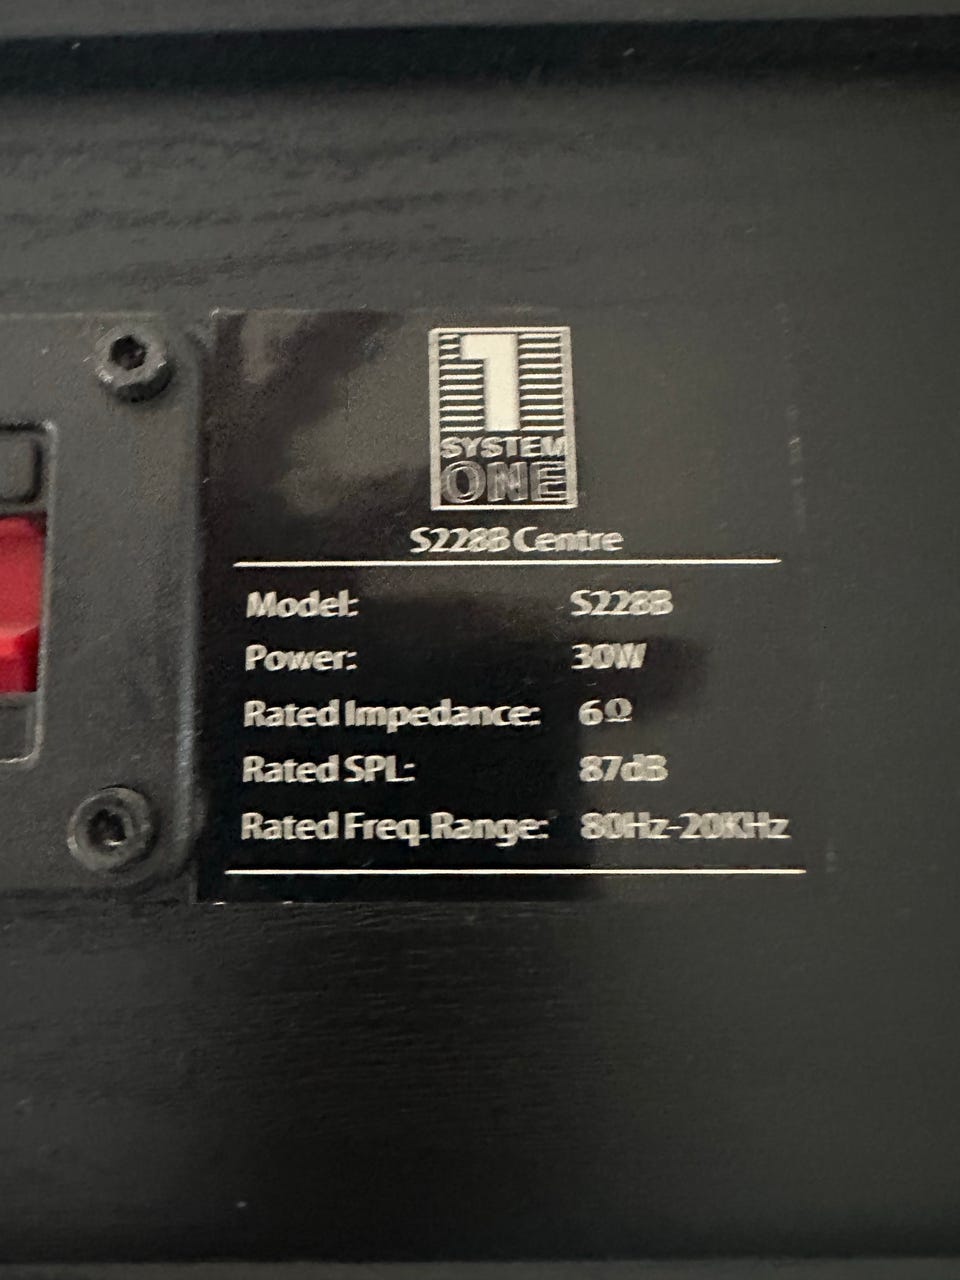 1
SYSTEM
ONE
S228B Centre
Model: S228B
Power: 30W
Rated Impedance: 6Ω
Rated SPL: 87dB
Rated Freq.Range: 80Hz-20KHz